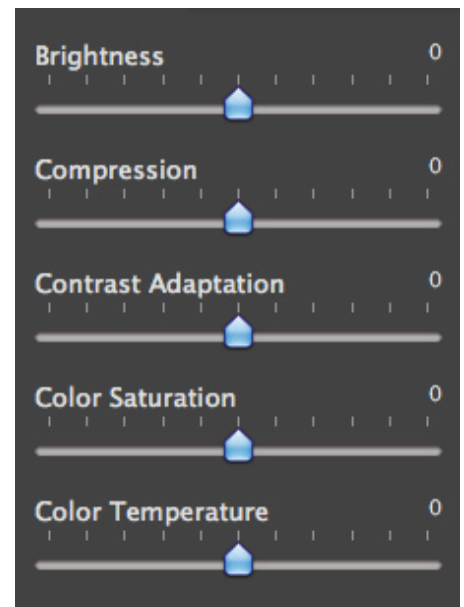 Brightness 0
Compression 0
Contrast Adaptation 0
Color Saturation 0
Color Temperature 0